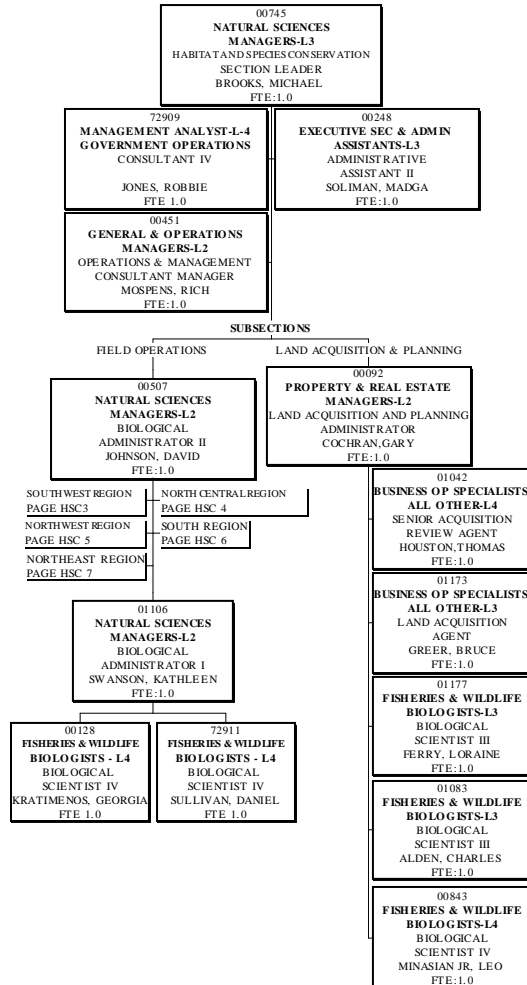 00745
NATURAL SCIENCES
MANAGERS-L3
HABITAT AND SPECIES CONSERVATION
SECTION LEADER
BROOKS, MICHAEL
FTE:1.0
72909
MANAGEMENT ANALYST-L-4
GOVERNMENT OPERATIONS
CONSULTANT IV
JONES, ROBBIE
FTE 1.0
00248
EXECUTIVE SEC & ADMIN
ASSISTANTS-L3
ADMINISTRATIVE
ASSISTANT II
SOLIMAN, MADGA
FTE:1.0
00451
GENERAL & OPERATIONS
MANAGERS-L2
OPERATIONS & MANAGEMENT
CONSULTANT MANAGER
MOSPENS, RICH
FTE:1.0
SUBSECTIONS
FIELD OPERATIONS
LAND ACQUISITION & PLANNING
00507
NATURAL SCIENCES
MANAGERS-L2
BIOLOGICAL
ADMINISTRATOR II
JOHNSON, DAVID
FTE:1.0
00092
PROPERTY & REAL ESTATE
MANAGERS-L2
LAND ACQUISITION AND PLANNING
ADMINISTRATOR
COCHRAN,GARY
FTE:1.0
SOUTHWEST REGION
PAGE HSC3
NORTH CENTRAL REGION
PAGE HSC 4
NORTHWEST REGION
PAGE HSC 5
SOUTH REGION
PAGE HSC 6
NORTHEAST REGION
PAGE HSC 7
01106
NATURAL SCIENCES
MANAGERS-L2
BIOLOGICAL
ADMINISTRATOR I
SWANSON, KATHLEEN
FTE:1.0
00128
FISHERIES & WILDLIFE
BIOLOGISTS - L4
BIOLOGICAL
SCIENTIST IV
KRATIMENOS, GEORGIA
FTE 1.0
72911
FISHERIES & WILDLIFE
BIOLOGISTS - L4
BIOLOGICAL
SCIENTIST IV
SULLIVAN, DANIEL
FTE 1.0
01042
BUSINESS OP SPECIALISTS
ALL OTHER-L4
SENIOR ACQUISITION
REVIEW AGENT
HOUSTON,THOMAS
FTE:1.0
01173
BUSINESS OP SPECIALISTS
ALL OTHER-L3
LAND ACQUISITION
AGENT
GREER, BRUCE
FTE:1.0
01177
FISHERIES & WILDLIFE
BIOLOGISTS-L3
BIOLOGICAL
SCIENTIST III
FERRY, LORAINE
FTE:1.0
01083
FISHERIES & WILDLIFE
BIOLOGISTS-L3
BIOLOGICAL
SCIENTIST III
ALDEN, CHARLES
FTE:1.0
00843
FISHERIES & WILDLIFE
BIOLOGISTS-L4
BIOLOGICAL
SCIENTIST IV
MINASIAN JR, LEO
FTE:1.0